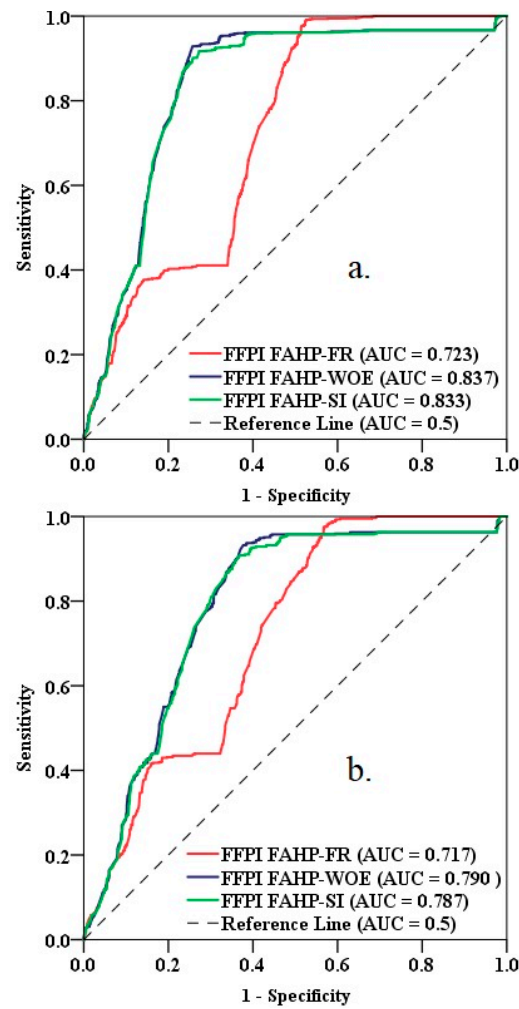 1.0
0.8
Sensitivity
0.6
0.4
a.
0.2
FFPI FAHP-FR (AUC = 0.723)
FFPI FAHP-WOE (AUC = 0.837)
FFPI FAHP-SI (AUC = 0.833)
Reference Line (AUC = 0.5)
0.0
0.0 0.2 0.4 0.6 0.8 1.0
1 - Specificity
1.0
0.8
Sensitivity
0.6
0.4
b.
0.2
FFPI FAHP-FR (AUC = 0.717)
FFPI FAHP-WOE (AUC = 0.790 )
FFPI FAHP-SI (AUC = 0.787)
Reference Line (AUC = 0.5)
0.0
0.0 0.2 0.4 0.6 0.8 1.0
1 - Specificity